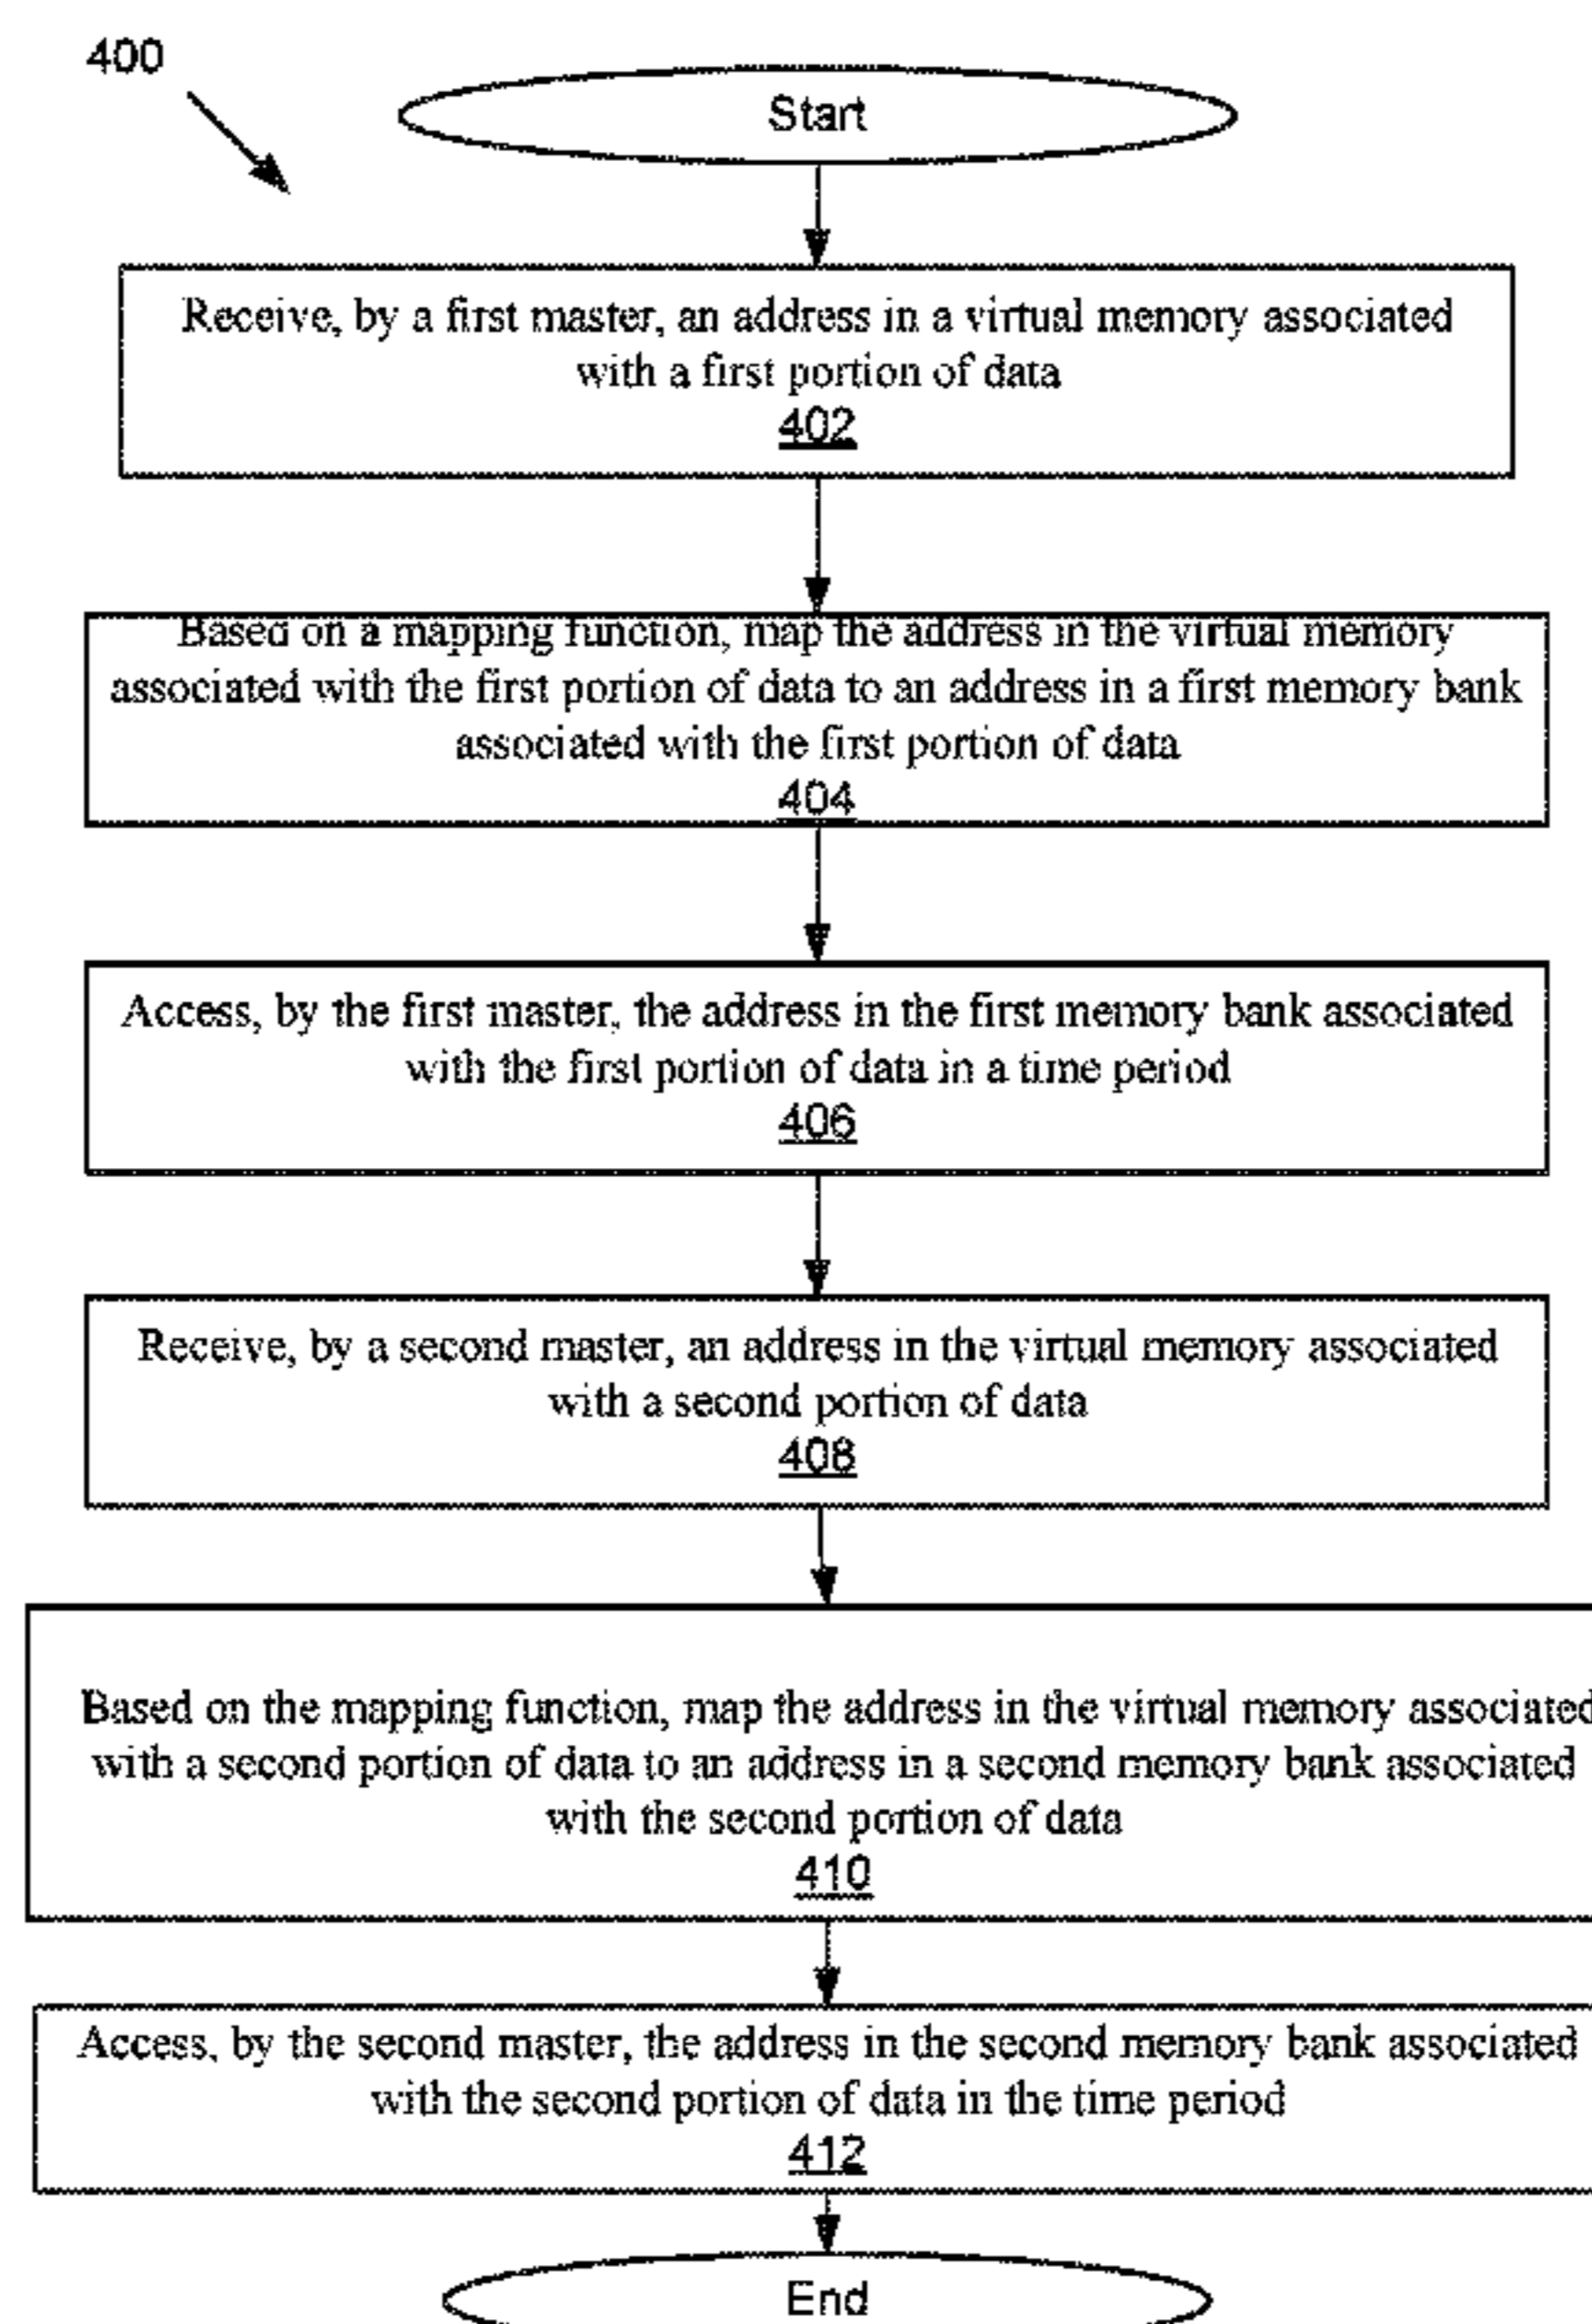 400
Start
Receive, by a first master, an address in a virtual memory associated
with a first portion of data
402
Based on a mapping function, map the address in the virtual memory
associated with the first portion of data to an address in a first memory bank
associated with the first portion of data
404
Access, by the first master, the address in the first memory bank associated
with the first portion of data in a time period
406
Receive, by a second master, an address in the virtual memory associated
with a second portion of data
408
Based on the mapping function, map the address in the virtual memory associated
with a second portion of data to an address in a second memory bank associated
with the second portion of data
410
Access, by the second master, the address in the second memory bank associated
with the second portion of data in the time period
412
End